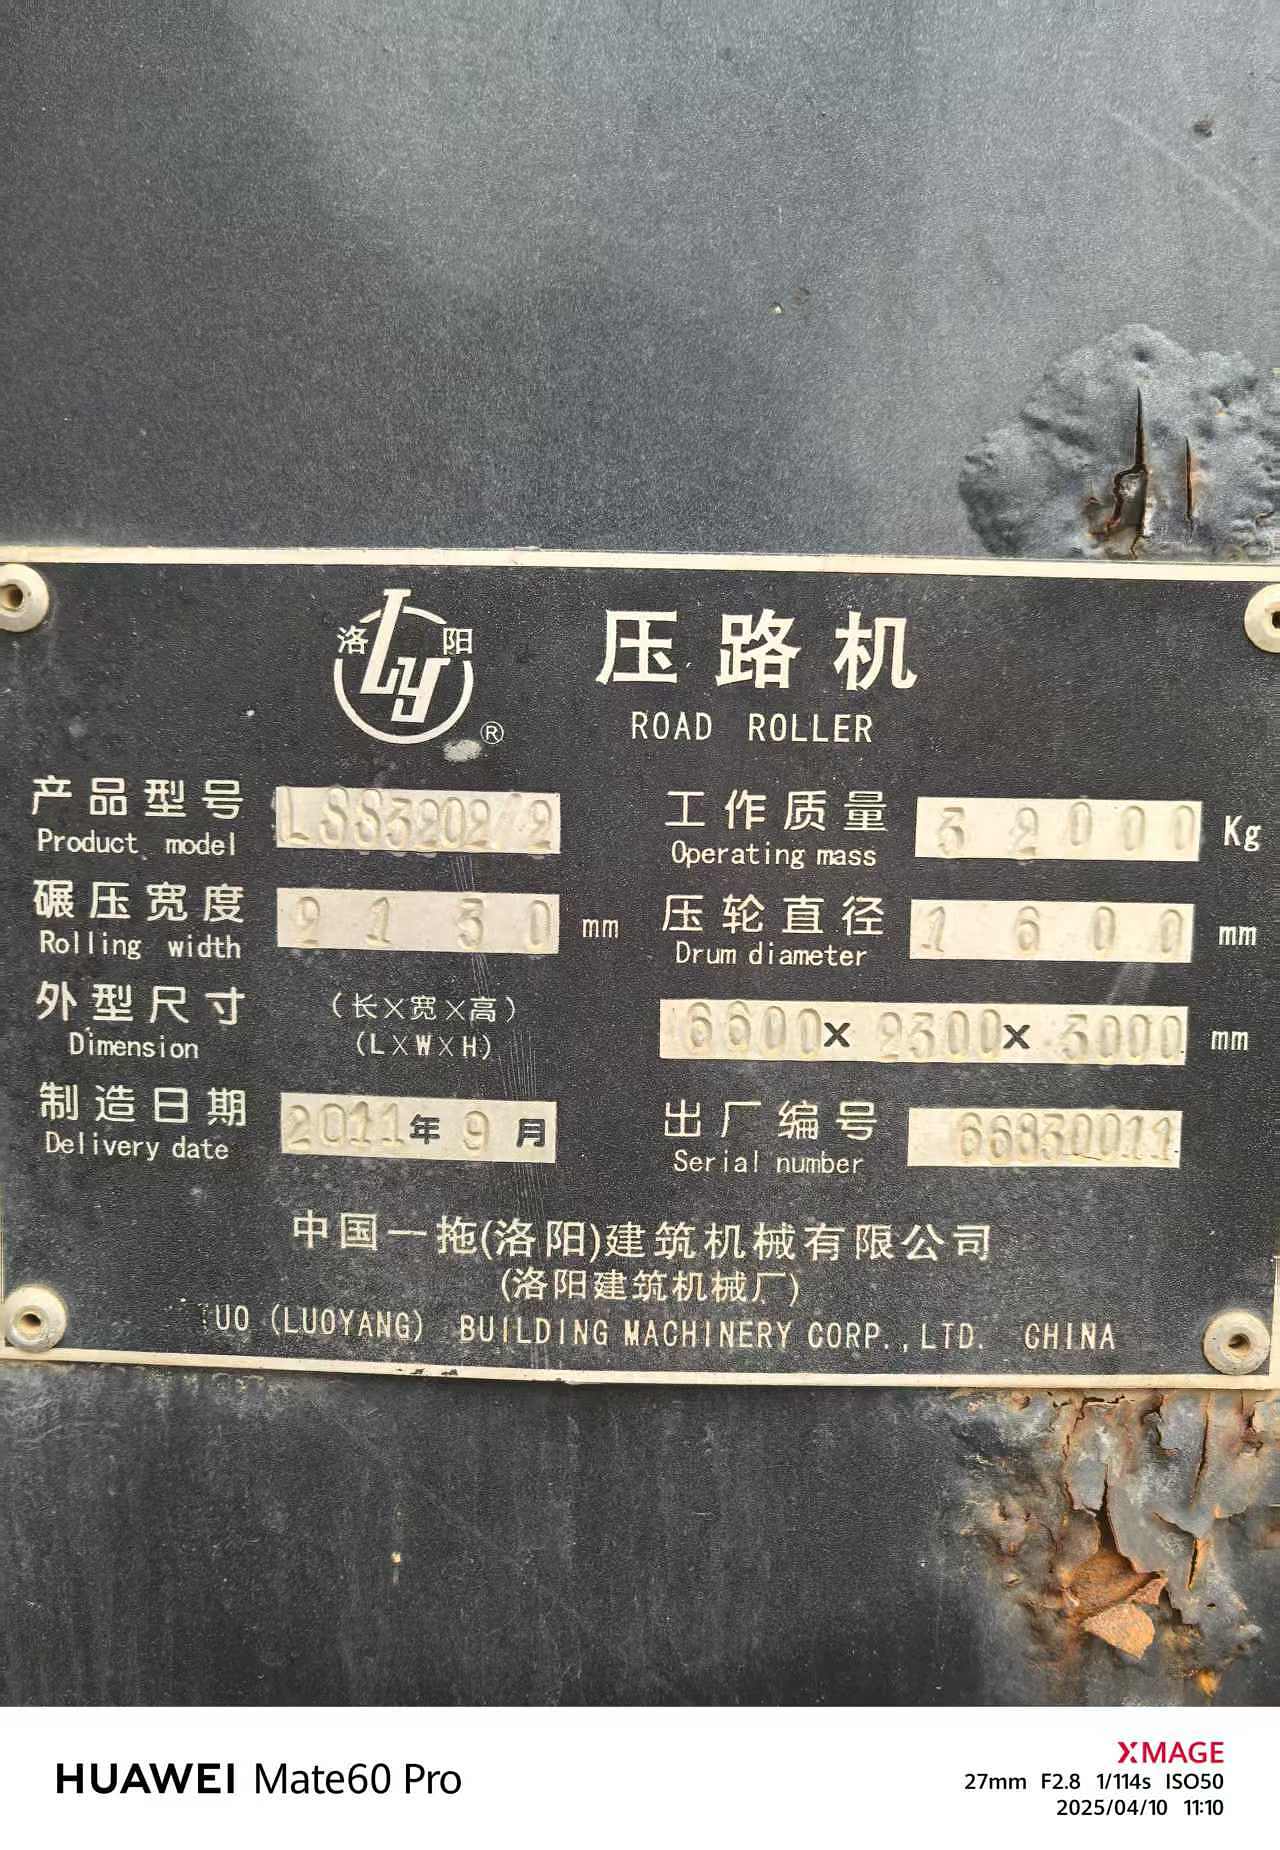 洛 Ly 阳 ®
压路机
ROAD ROLLER
产品型号 LSS3202/2 工作质量 32000 Kg
Product model Operating mass
碾压宽度 2130 mm 压轮直径 1600 mm
Rolling width Drum diameter
外型尺寸 (长×宽×高) 6600× 2300× 3000 mm
Dimension (L×W×H)
制造日期 2011年 9 月 出厂编号 66830011
Delivery date Serial number
中国一拖(洛阳)建筑机械有限公司
(洛阳建筑机械厂)
(LUOYANG) BUILDING MACHINERY CORP.,LTD. CHINA
HUAWEI Mate60 Pro
XMAGE
27mm F2.8 1/114s ISO50
2025/04/10 11:10